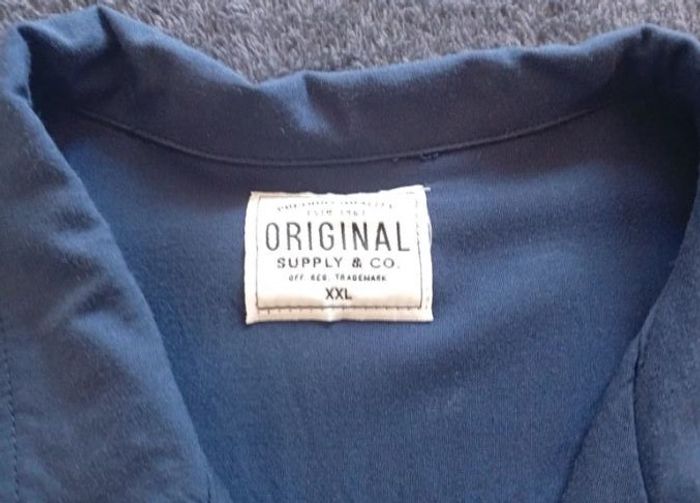 ORIGINAL
SUPPLY & CO.
OFF. REG. TRADEMARK
XXL